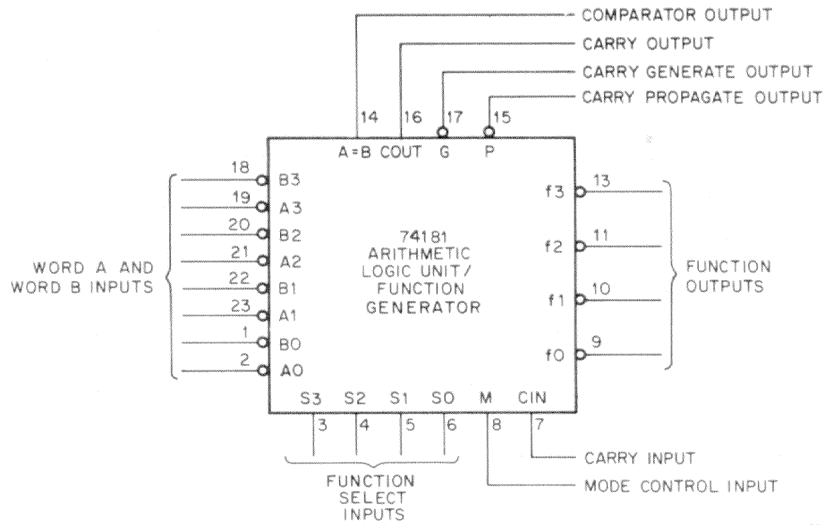 COMPARATOR OUTPUT
CARRY OUTPUT
CARRY GENERATE OUTPUT
CARRY PROPAGATE OUTPUT
14 16 17 15
A=B COUT G P
18 B3
19 A3
20 B2
21 A2
22 B1
23 A1
1 B0
2 A0
WORD A AND
WORD B INPUTS
74181
ARITHMETIC
LOGIC UNIT/
FUNCTION
GENERATOR
f3 13
f2 11
f1 10
f0 9
FUNCTION
OUTPUTS
S3 S2 S1 S0 M CIN
3 4 5 6 8 7
FUNCTION
SELECT
INPUTS
CARRY INPUT
MODE CONTROL INPUT